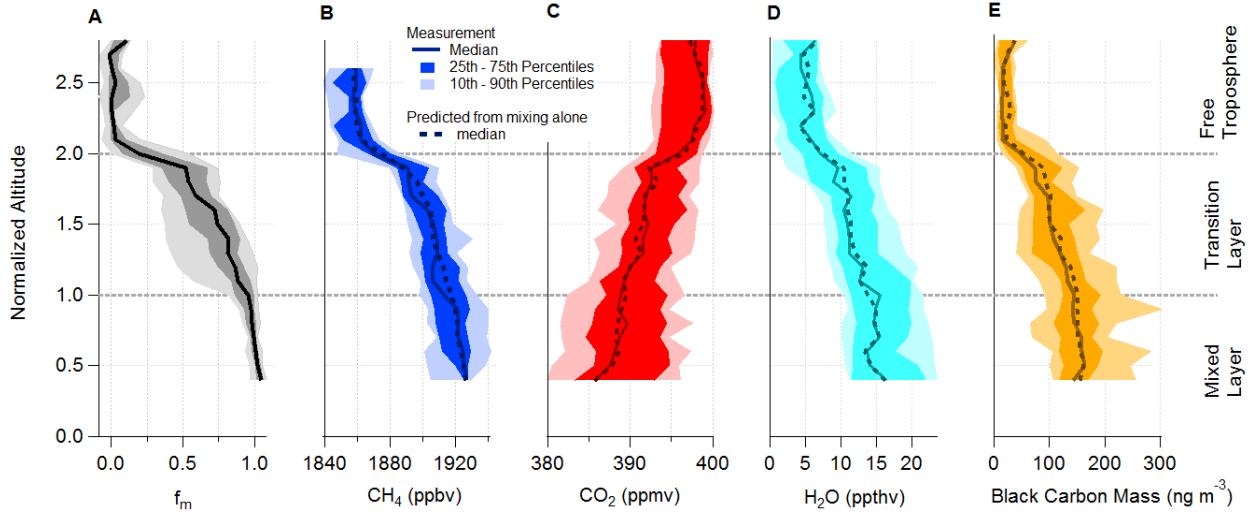 A
B
C
D
E
Measurement
Median
25th - 75th Percentiles
10th - 90th Percentiles
Predicted from mixing alone
median
Normalized Altitude
2.5
2.0
1.5
1.0
0.5
0.0
Free
Troposphere
Transition
Layer
Mixed
Layer
0.0 0.5 1.0
1840 1880 1920
380 390 400
0 5 10 15 20
0 100 200 300
fm
CH4 (ppbv)
CO2 (ppmv)
H2O (ppthv)
Black Carbon Mass (ng m⁻³)